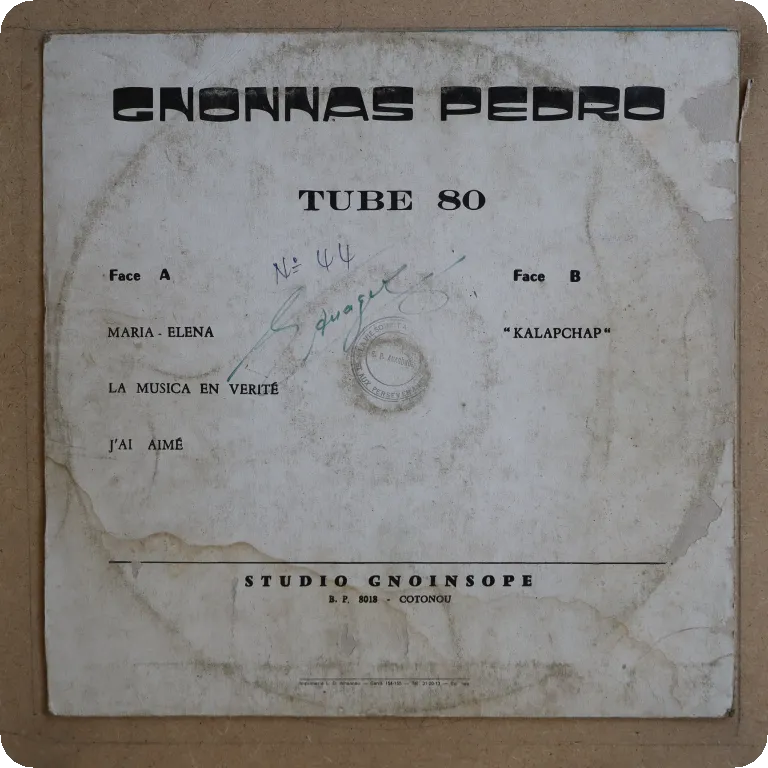 GNONNAS PEDRO
TUBE 80
Nº 44
Face A
MARIA - ELENA
LA MUSICA EN VERITÉ
J'AI AIMÉ
Face B
"KALAPCHAP"
STUDIO GNOINSOPE
B. P. 8013 - COTONOU